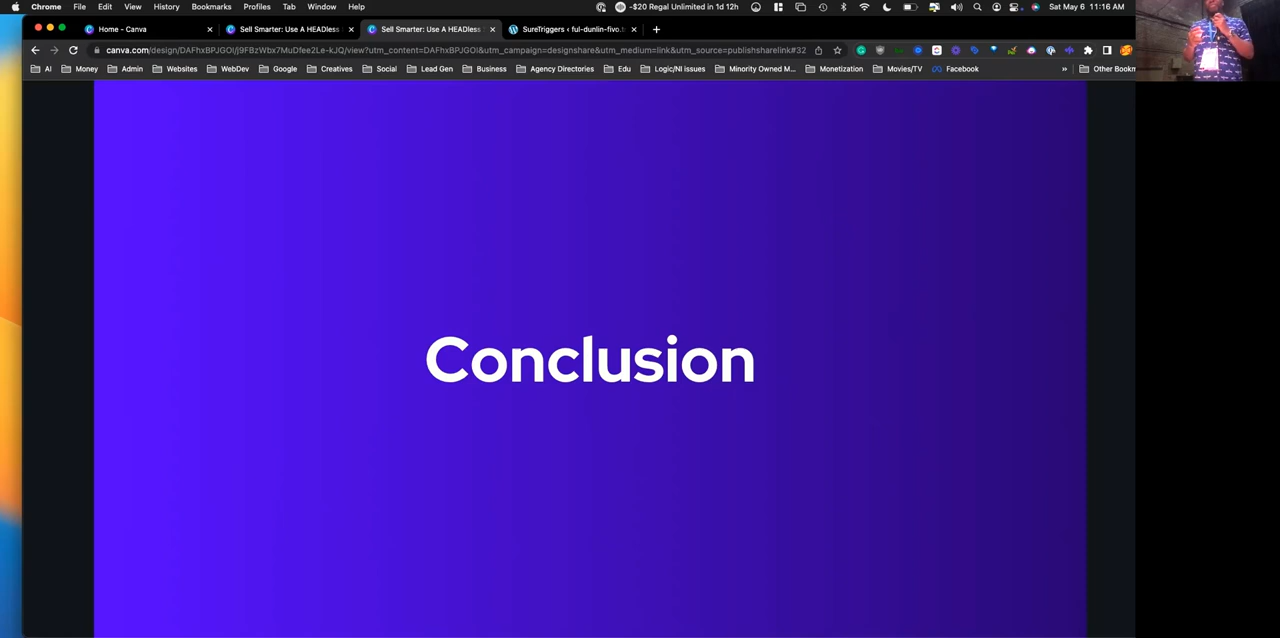 Chrome File Edit View History Bookmarks Profiles Tab Window Help -$20 Regal Unlimited in 1d 12h Sat May 6 11:16 AM
Home - Canva Sell Smarter: Use A HEADless Sell Smarter: Use A HEADless SureTriggers ‹ ful-dunlin-fivo.t
canva.com/design/DAFhxBPJGOI/j9FBzWbx7MuDfee2Le-kJQ/view?utm_content=DAFhxBPJGOI&utm_campaign=designshare&utm_medium=link&utm_source=publishsharelink#32
AI Money Admin Websites WebDev Google Creatives Social Lead Gen Business Agency Directories Edu Logic/NI issues Minority Owned M... Monetization Movies/TV Facebook » Other Bookm
Conclusion